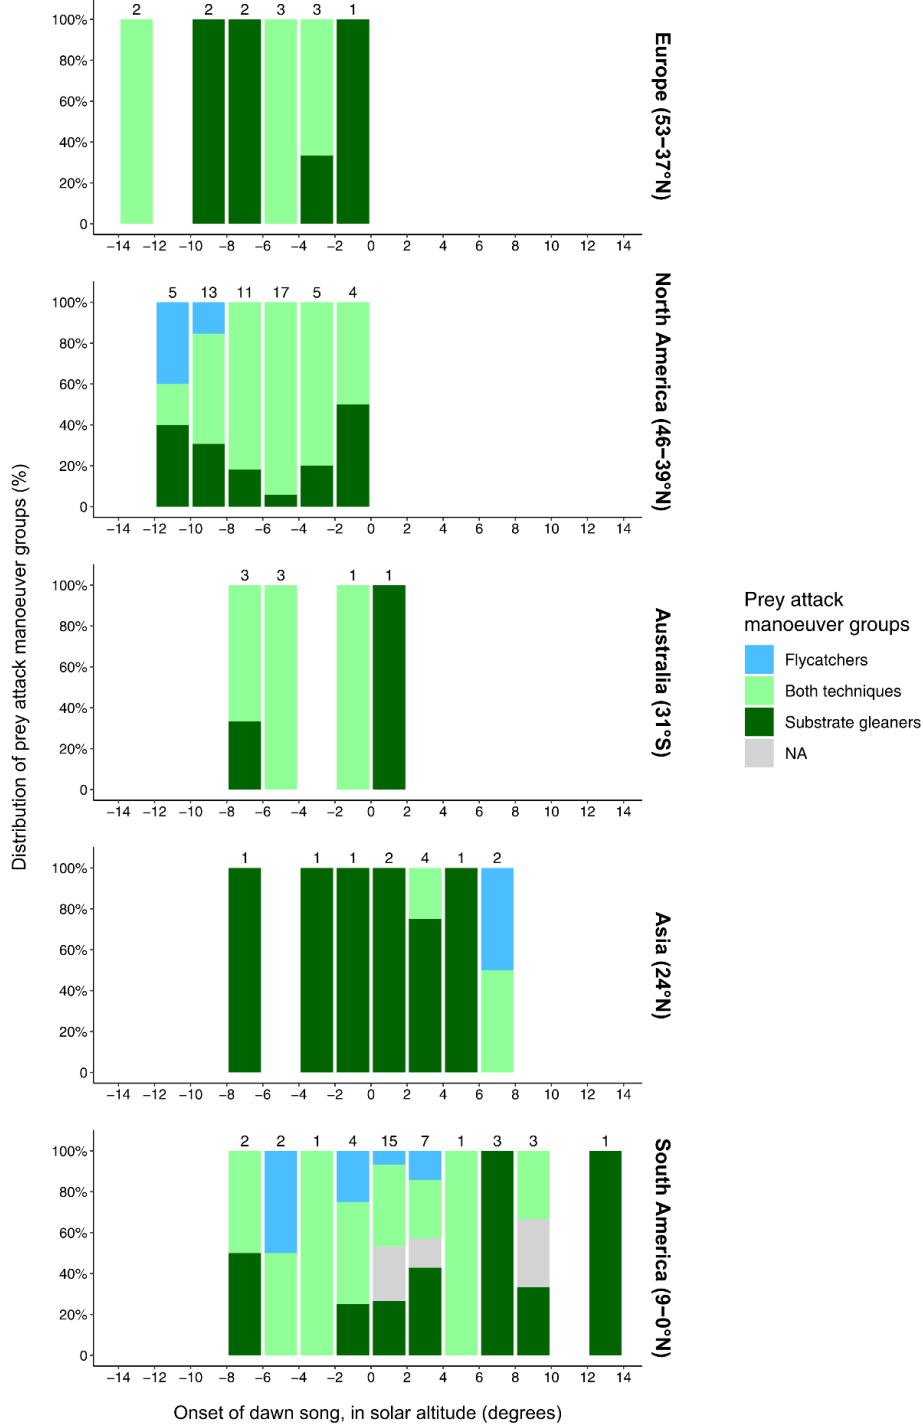 2 2 2 3 3 1
100%
80%
60%
40%
20%
0
−14 −12 −10 −8 −6 −4 −2 0 2 4 6 8 10 12 14
Europe (53−37°N)
5 13 11 17 5 4
100%
80%
60%
40%
20%
0
−14 −12 −10 −8 −6 −4 −2 0 2 4 6 8 10 12 14
North America (46−39°N)
3 3 1 1
100%
80%
60%
40%
20%
0
−14 −12 −10 −8 −6 −4 −2 0 2 4 6 8 10 12 14
Australia (31°S)
1 1 1 2 4 1 2
100%
80%
60%
40%
20%
0
−14 −12 −10 −8 −6 −4 −2 0 2 4 6 8 10 12 14
Asia (24°N)
2 2 1 4 15 7 1 3 3 1
100%
80%
60%
40%
20%
0
−14 −12 −10 −8 −6 −4 −2 0 2 4 6 8 10 12 14
South America (9−0°N)
Distribution of prey attack manoeuver groups (%)
Onset of dawn song, in solar altitude (degrees)
Prey attack
manoeuver groups
Flycatchers
Both techniques
Substrate gleaners
NA